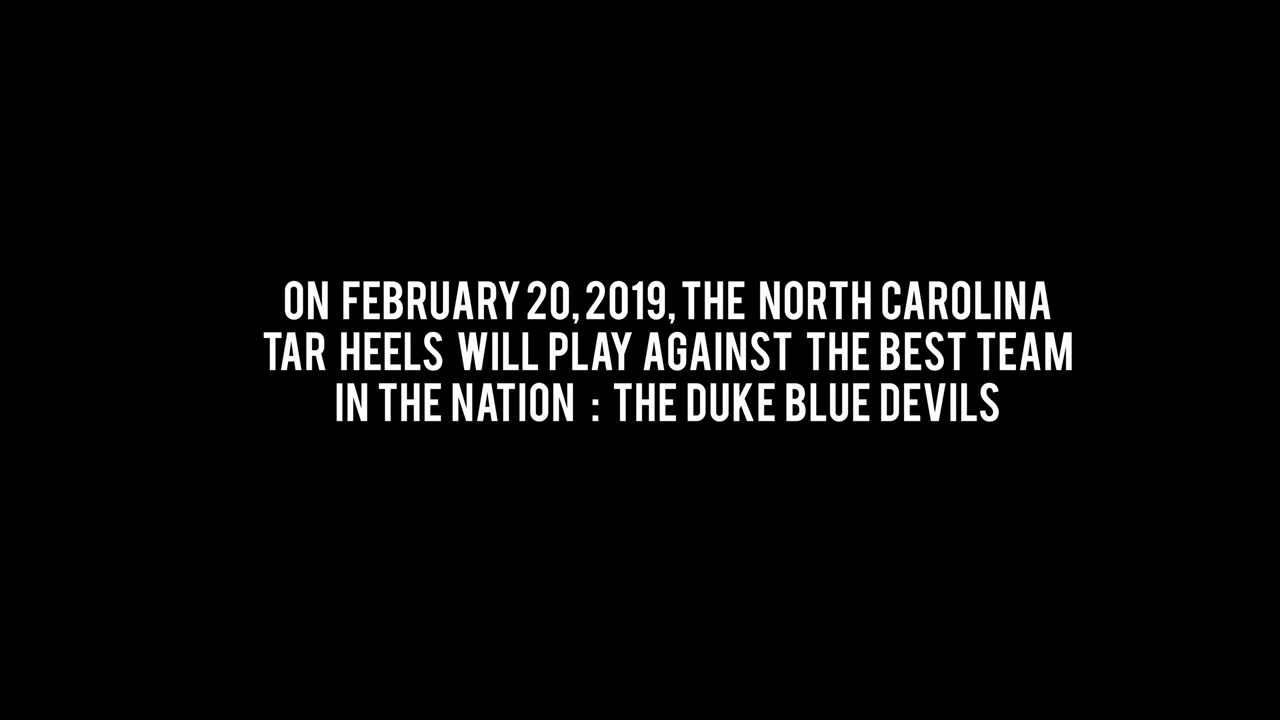 ON FEBRUARY 20, 2019, THE NORTH CAROLINA
TAR HEELS WILL PLAY AGAINST THE BEST TEAM
IN THE NATION : THE DUKE BLUE DEVILS